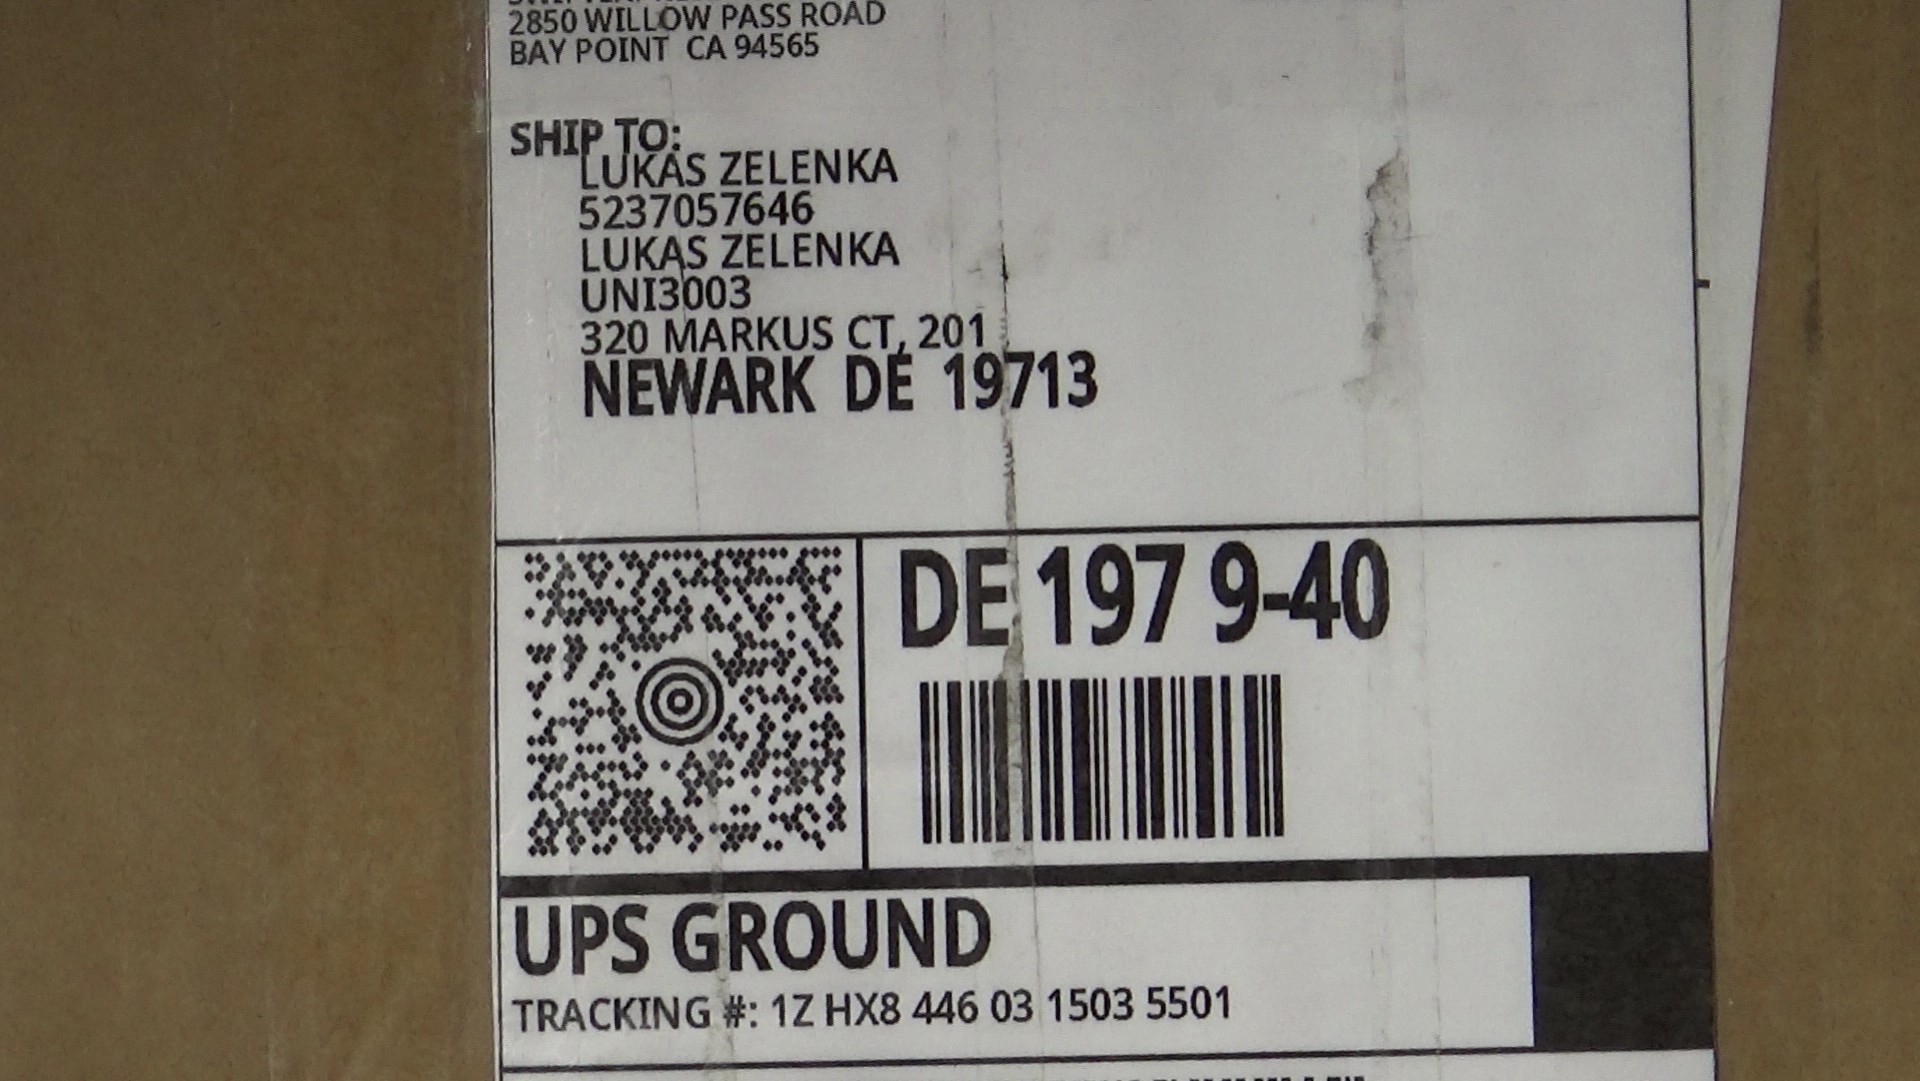 2850 WILLOW PASS ROAD
BAY POINT CA 94565
SHIP TO:
LUKAS ZELENKA
5237057646
LUKAS ZELENKA
UNI3003
320 MARKUS CT, 201
NEWARK DE 19713
DE 197 9-40
UPS GROUND
TRACKING #: 1Z HX8 446 03 1503 5501